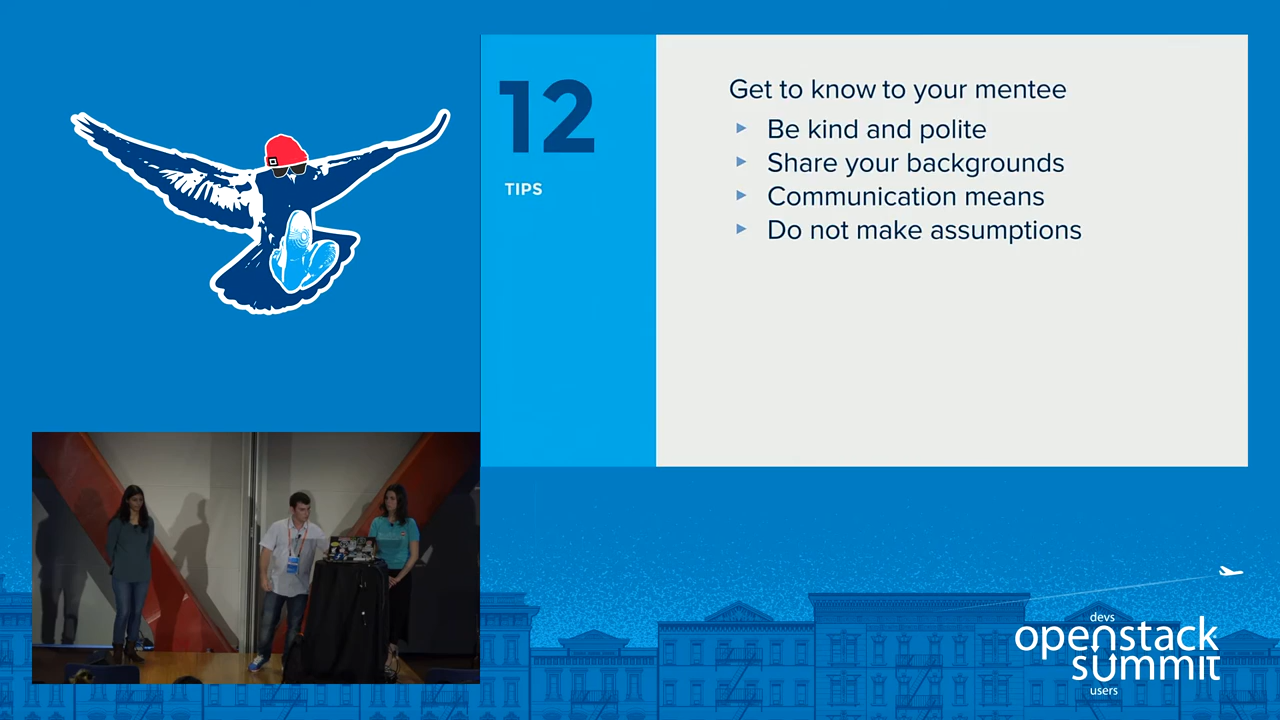 12
TIPS
Get to know to your mentee
Be kind and polite
Share your backgrounds
Communication means
Do not make assumptions
devs
openstack
summit
users